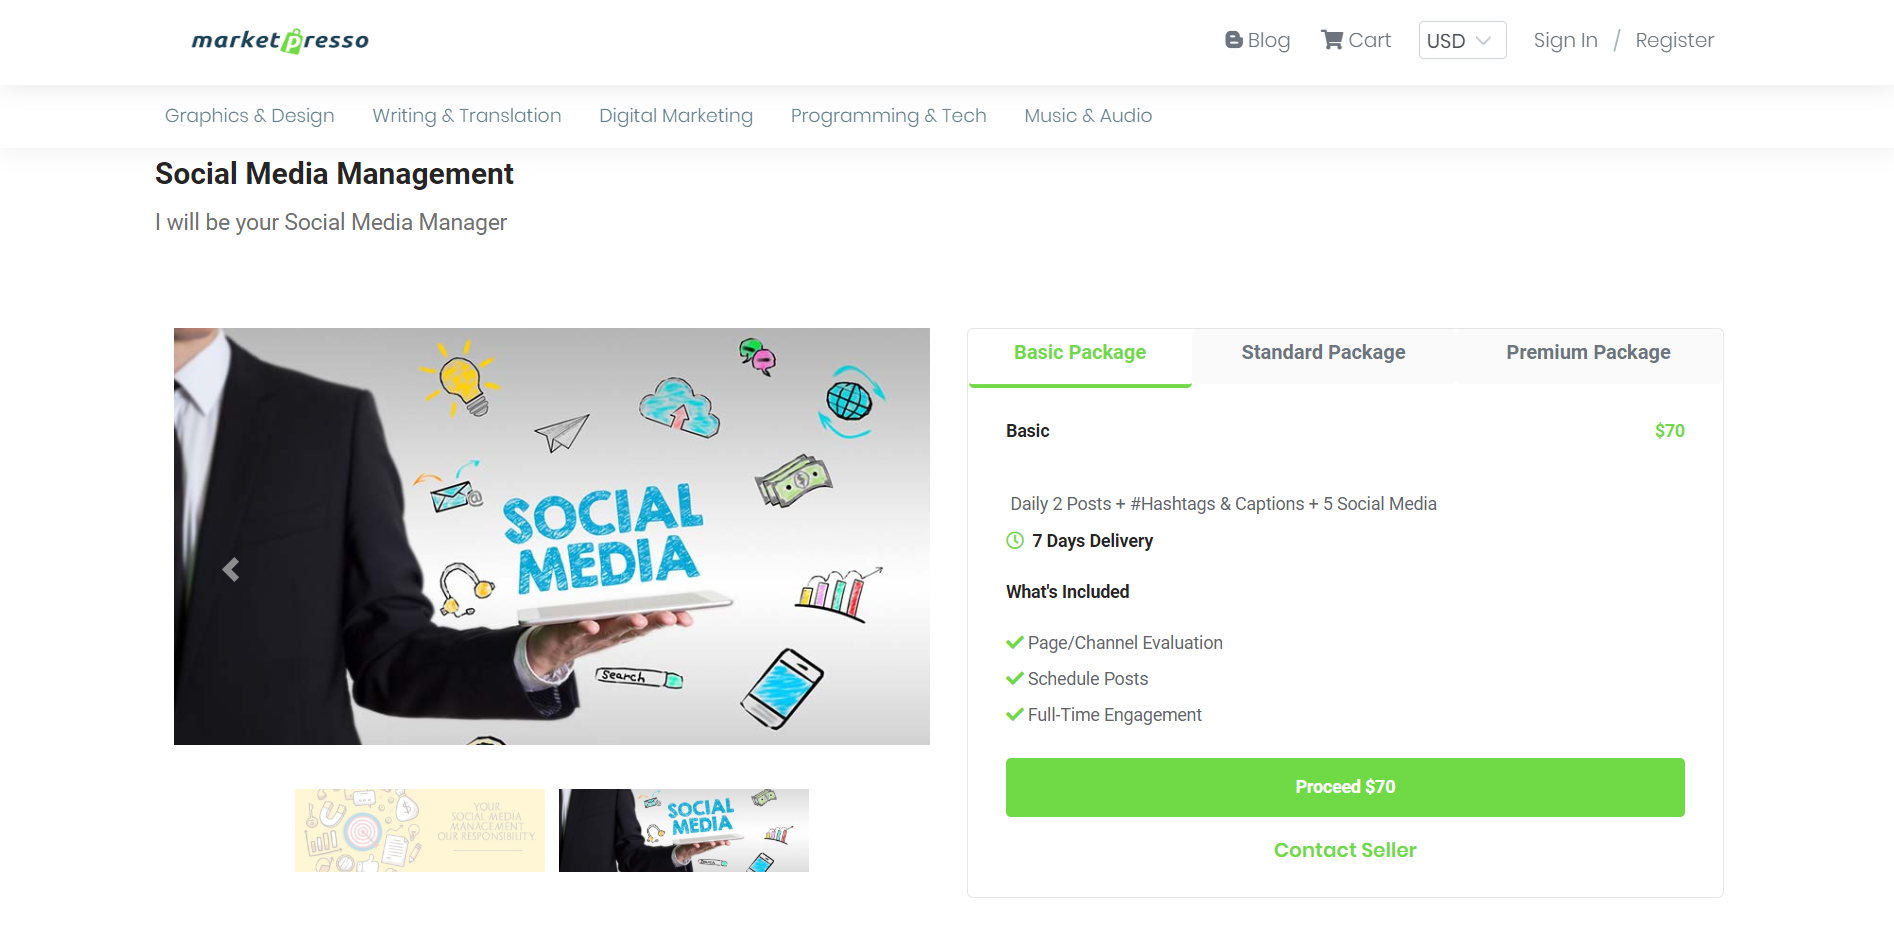 marketpresso
Blog
Cart
USD
Sign In / Register
Graphics & Design
Writing & Translation
Digital Marketing
Programming & Tech
Music & Audio
Social Media Management
I will be your Social Media Manager
SOCIAL
MEDIA
@
search
YOUR
SOCIAL MEDIA
MANAGEMENT
OUR RESPONSIBILITY
SOCIAL
MEDIA
Basic Package
Standard Package
Premium Package
Basic
$70
Daily 2 Posts + #Hashtags & Captions + 5 Social Media
7 Days Delivery
What's Included
Page/Channel Evaluation
Schedule Posts
Full-Time Engagement
Proceed $70
Contact Seller